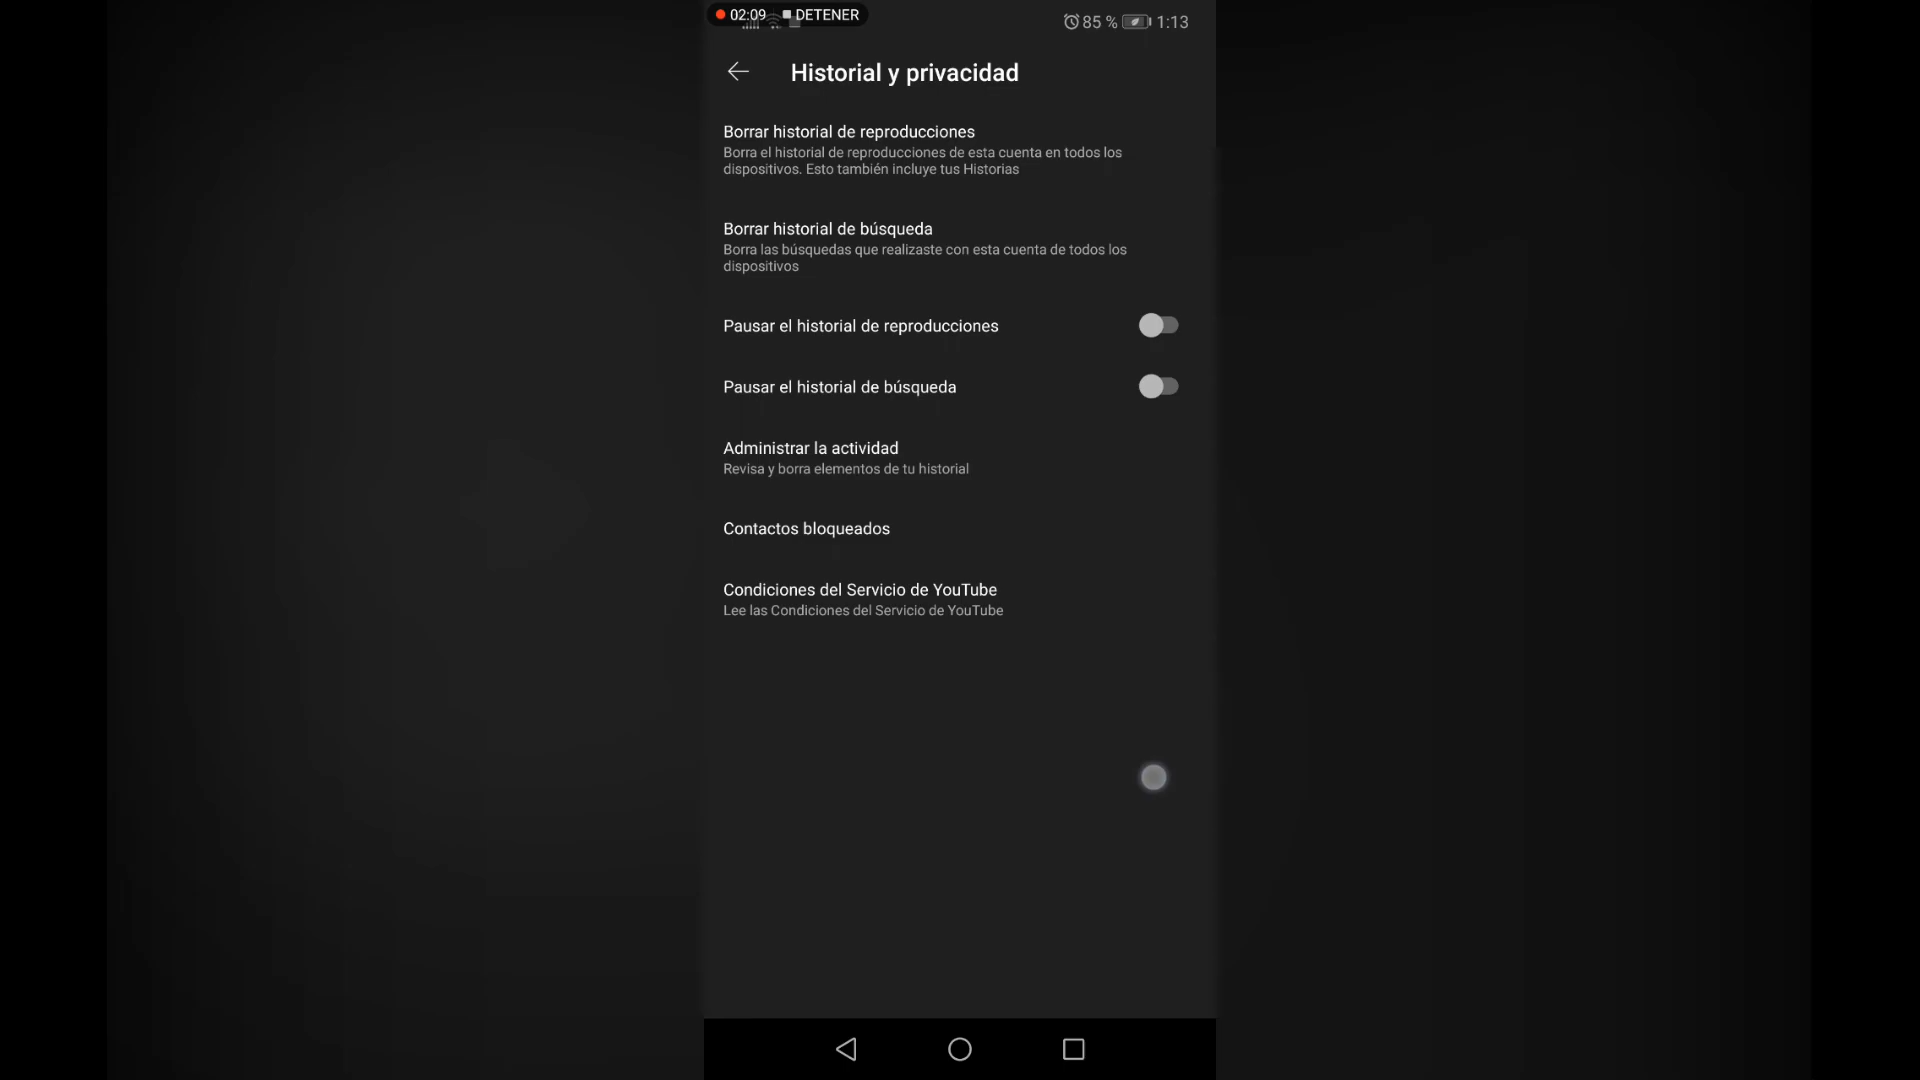 02:09 DETENER
85 % 1:13
Historial y privacidad
Borrar historial de reproducciones
Borra el historial de reproducciones de esta cuenta en todos los
dispositivos. Esto también incluye tus Historias
Borrar historial de búsqueda
Borra las búsquedas que realizaste con esta cuenta de todos los
dispositivos
Pausar el historial de reproducciones
Pausar el historial de búsqueda
Administrar la actividad
Revisa y borra elementos de tu historial
Contactos bloqueados
Condiciones del Servicio de YouTube
Lee las Condiciones del Servicio de YouTube